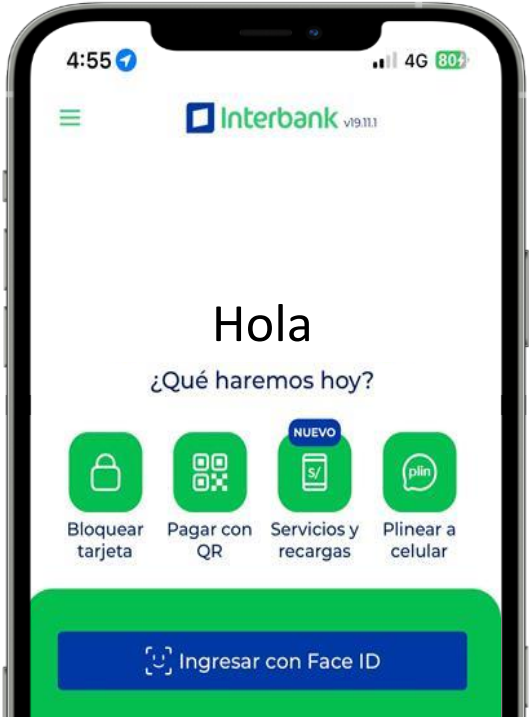 4:55
4G 80
Interbank v19.11.1
Hola
¿Qué haremos hoy?
NUEVO
S/
plin
Bloquear tarjeta
Pagar con QR
Servicios y recargas
Plinear a celular
Ingresar con Face ID